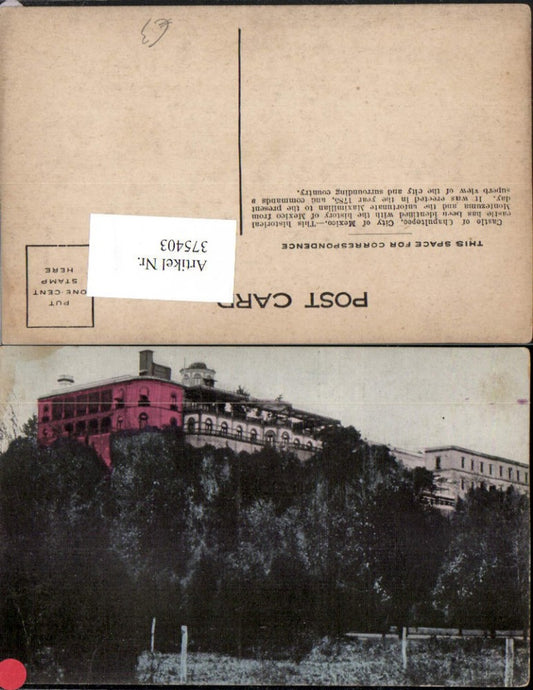 POST CARD
THIS SPACE FOR CORRESPONDENCE
Castle of Chapultepec, City of Mexico.—This historical
castle has been identified with the history of Mexico from
Montezuma and the unfortunate Maximilian to the present
day. It was erected in the year 1785, and commands a
superb view of the city and surrounding country.
PUT
ONE-CENT
STAMP
HERE
Artikel Nr.
375403